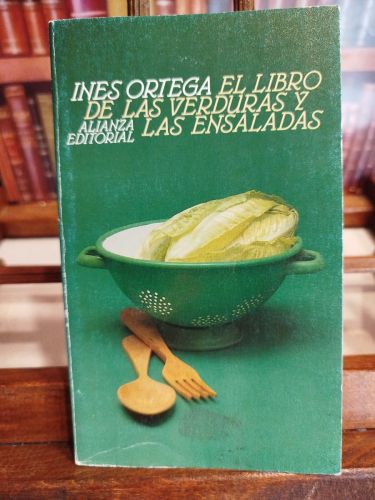 INES ORTEGA EL LIBRO
DE LAS VERDURAS Y
LAS ENSALADAS
ALIANZA
EDITORIAL